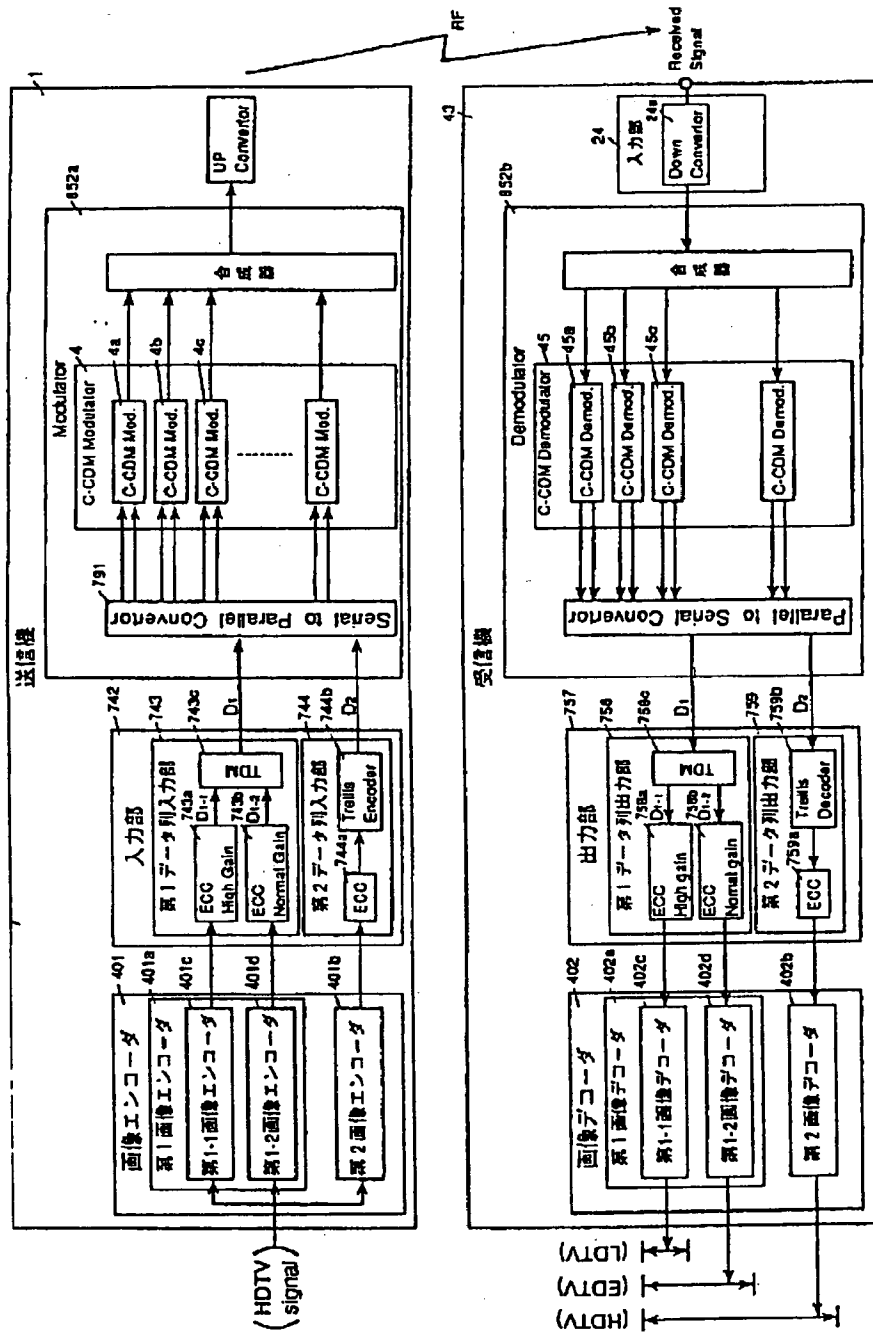 送信機
1
画像エンコーダ
401
第1画像エンコーダ
401a
第1-1画像エンコーダ
401c
第1-2画像エンコーダ
401d
第2画像エンコーダ
401b
(HDTV signal)
入力部
742
第1データ列入力部
743
ECC
High Gain
743a
D1-1
ECC
Normal Gain
743b
D1-2
TDM
743c
第2データ列入力部
744
ECC
744a
Trellis
Encoder
744b
D1
D2
Modulator
852a
791
Serial to Parallel Convertor
C-CDM Modulator
4
C-CDM Mod.
4a
C-CDM Mod.
4b
C-CDM Mod.
4c
C-CDM Mod.
合成器
UP
Convertor
RF
受信機
43
Received
Signal
入力部
24
Down
Convertor
24a
Demodulator
852b
合成器
C-CDM Demodulator
45
C-CDM Demod.
45a
C-CDM Demod.
45b
C-CDM Demod.
45c
C-CDM Demod.
Parallel to Serial Convertor
D1
D2
出力部
757
第1データ列出力部
758
TDM
758c
ECC
High gain
758a
D1-1
ECC
Normal gain
758b
D1-2
第2データ列出力部
759
Trellis
Decoder
759b
ECC
759a
画像デコーダ
402
第1画像デコーダ
402a
第1-1画像デコーダ
402c
第1-2画像デコーダ
402d
第2画像デコーダ
402b
(LDTV)
(EDTV)
(HDTV)